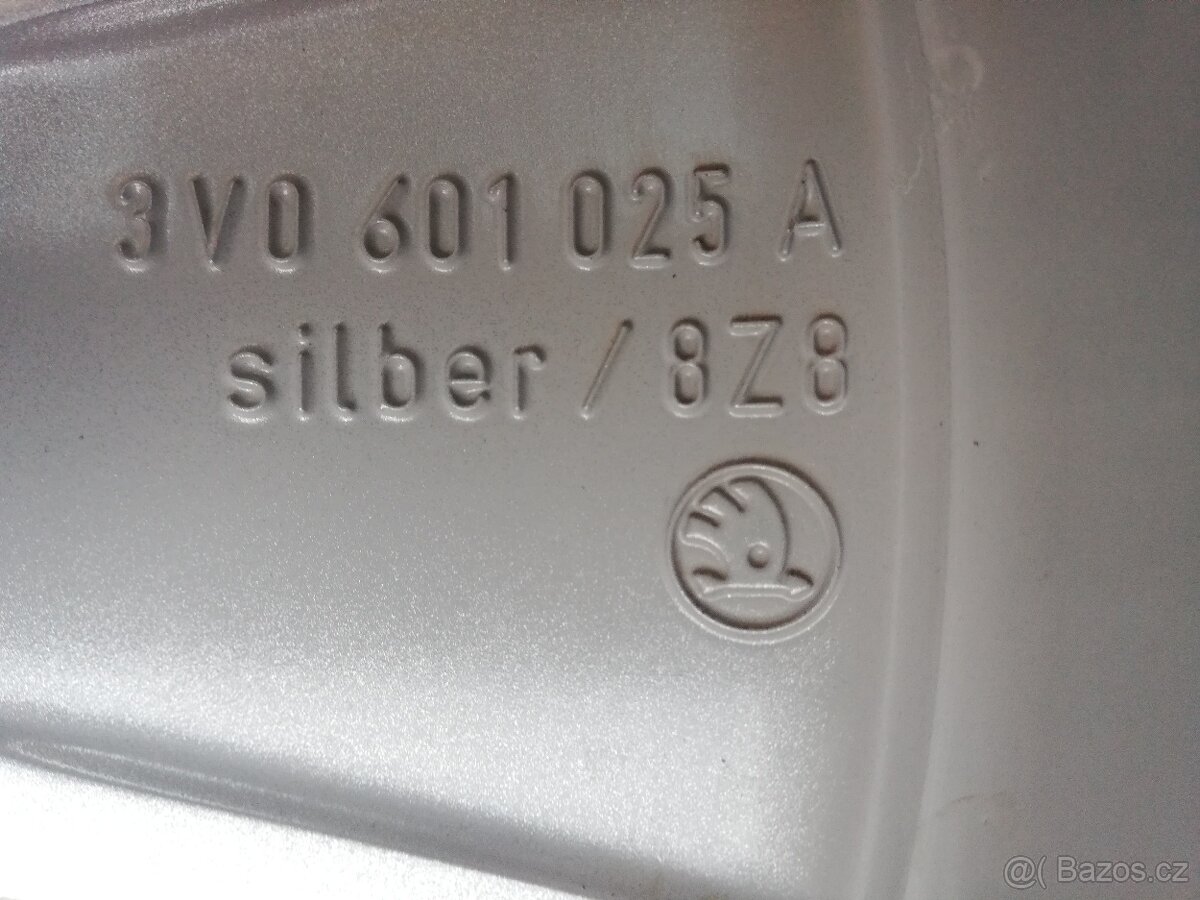 3V0 601 025 A
silber / 8Z8
@( Bazos.cz